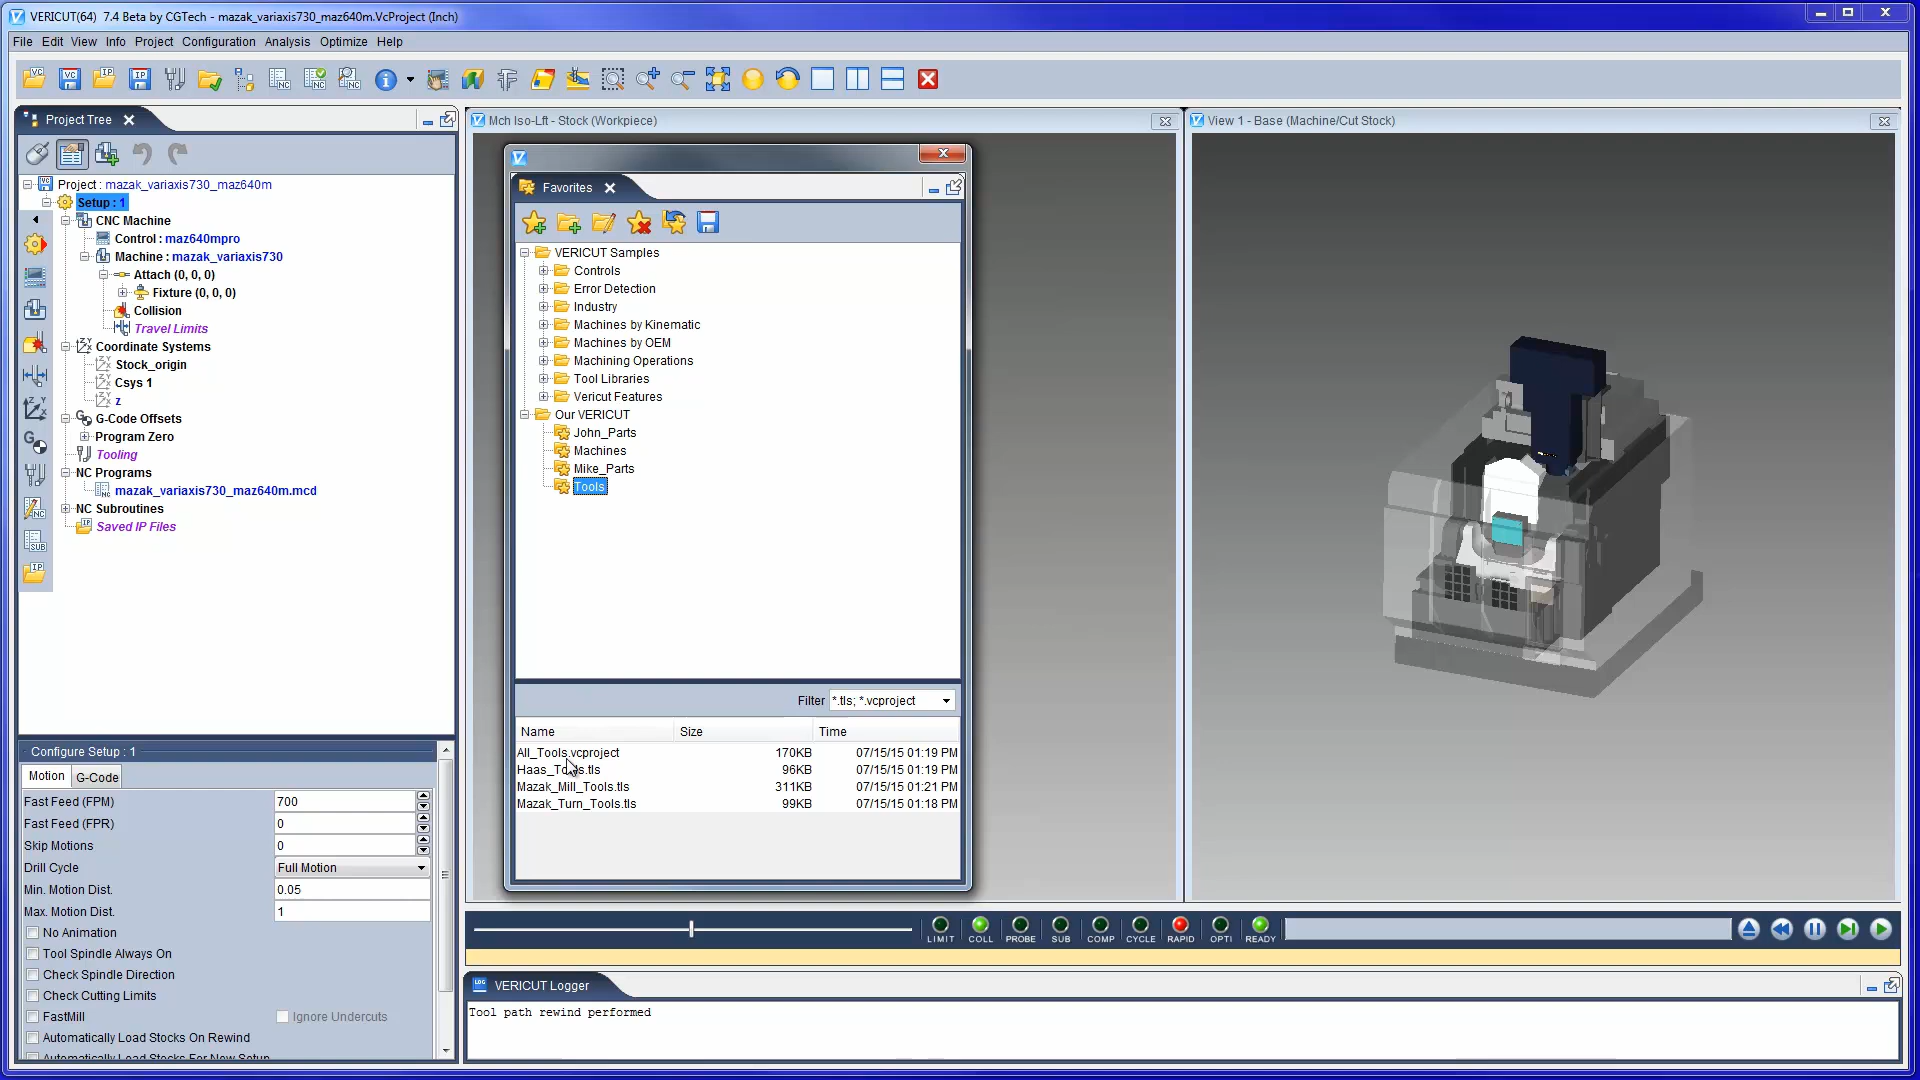 VERICUT(64) 7.4 Beta by CGTech - mazak_variaxis730_maz640m.VcProject (Inch)
File Edit View Info Project Configuration Analysis Optimize Help
Project Tree
Project : mazak_variaxis730_maz640m
Setup : 1
CNC Machine
Control : maz640mpro
Machine : mazak_variaxis730
Attach (0, 0, 0)
Fixture (0, 0, 0)
Collision
Travel Limits
Coordinate Systems
Stock_origin
Csys 1
z
G-Code Offsets
Program Zero
Tooling
NC Programs
mazak_variaxis730_maz640m.mcd
NC Subroutines
Saved IP Files
Configure Setup : 1
Motion G-Code
Fast Feed (FPM) 700
Fast Feed (FPR) 0
Skip Motions 0
Drill Cycle Full Motion
Min. Motion Dist. 0.05
Max. Motion Dist. 1
No Animation
Tool Spindle Always On
Check Spindle Direction
Check Cutting Limits
FastMill Ignore Undercuts
Automatically Load Stocks On Rewind
Automatically Load Stocks For New Setup
Mch Iso-Lft - Stock (Workpiece)
Favorites
VERICUT Samples
Controls
Error Detection
Industry
Machines by Kinematic
Machines by OEM
Machining Operations
Tool Libraries
Vericut Features
Our VERICUT
John_Parts
Machines
Mike_Parts
Tools
Filter *.tls; *.vcproject
Name Size Time
All_Tools.vcproject 170KB 07/15/15 01:19 PM
Haas_Tools.tls 96KB 07/15/15 01:19 PM
Mazak_Mill_Tools.tls 311KB 07/15/15 01:21 PM
Mazak_Turn_Tools.tls 99KB 07/15/15 01:18 PM
View 1 - Base (Machine/Cut Stock)
LIMIT COLL PROBE SUB COMP CYCLE RAPID OPTI READY
VERICUT Logger
Tool path rewind performed